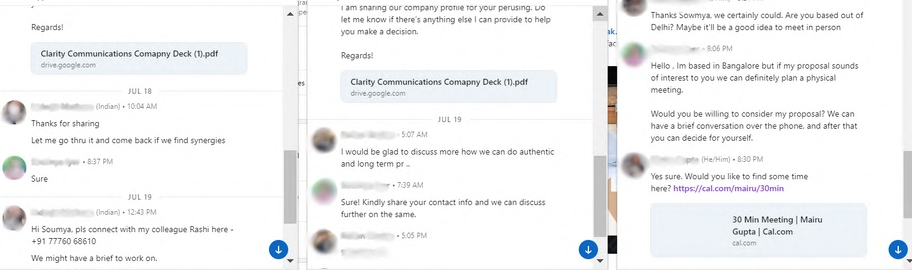 Regards!
Clarity Communications Comapny Deck (1).pdf
drive.google.com
JUL 18
(Indian) • 10:04 AM
Thanks for sharing
Let me go thru it and come back if we find synergies
• 8:37 PM
Sure
JUL 19
(Indian) • 12:43 PM
Hi Soumya, pls connect with my colleague Rashi here -
+91 77760 68610
We might have a brief to work on.
I am sharing our company profile for your perusing. Do
let me know if there's anything else I can provide to help
you make a decision.
Regards!
Clarity Communications Comapny Deck (1).pdf
drive.google.com
JUL 19
• 5:07 AM
I would be glad to discuss more how we can do authentic
and long term pr ..
• 7:39 AM
Sure! Kindly share your contact info and we can discuss
further on the same.
• 5:05 PM
Thanks Sowmya, we certainly could. Are you based out of
Delhi? Maybe it'll be a good idea to meet in person
• 8:06 PM
Hello , Im based in Bangalore but if my proposal sounds
of interest to you we can definitely plan a physical
meeting.
Would you be willing to consider my proposal? We can
have a brief conversation over the phone, and after that
you can decide for yourself.
(He/Him) • 8:30 PM
Yes sure. Would you like to find some time
here? https://cal.com/mairu/30min
30 Min Meeting | Mairu
Gupta | Cal.com
cal.com